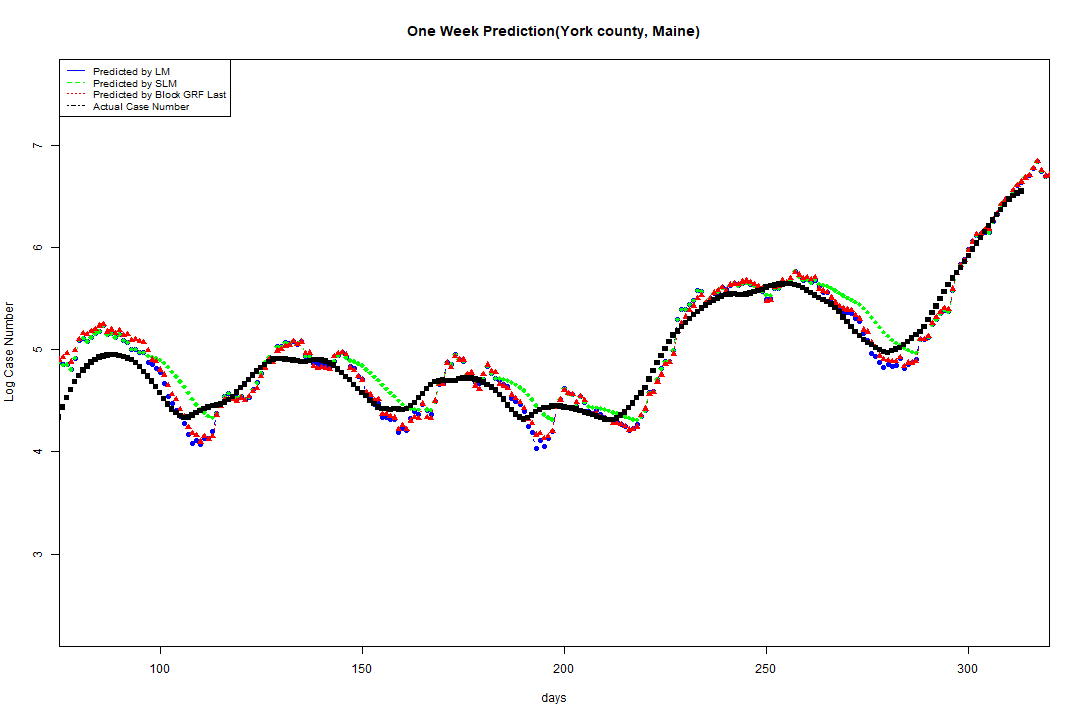 One Week Prediction(York county, Maine)
Predicted by LM
Predicted by SLM
Predicted by Block GRF Last
Actual Case Number
Log Case Number
7
6
5
4
3
100 150 200 250 300
days